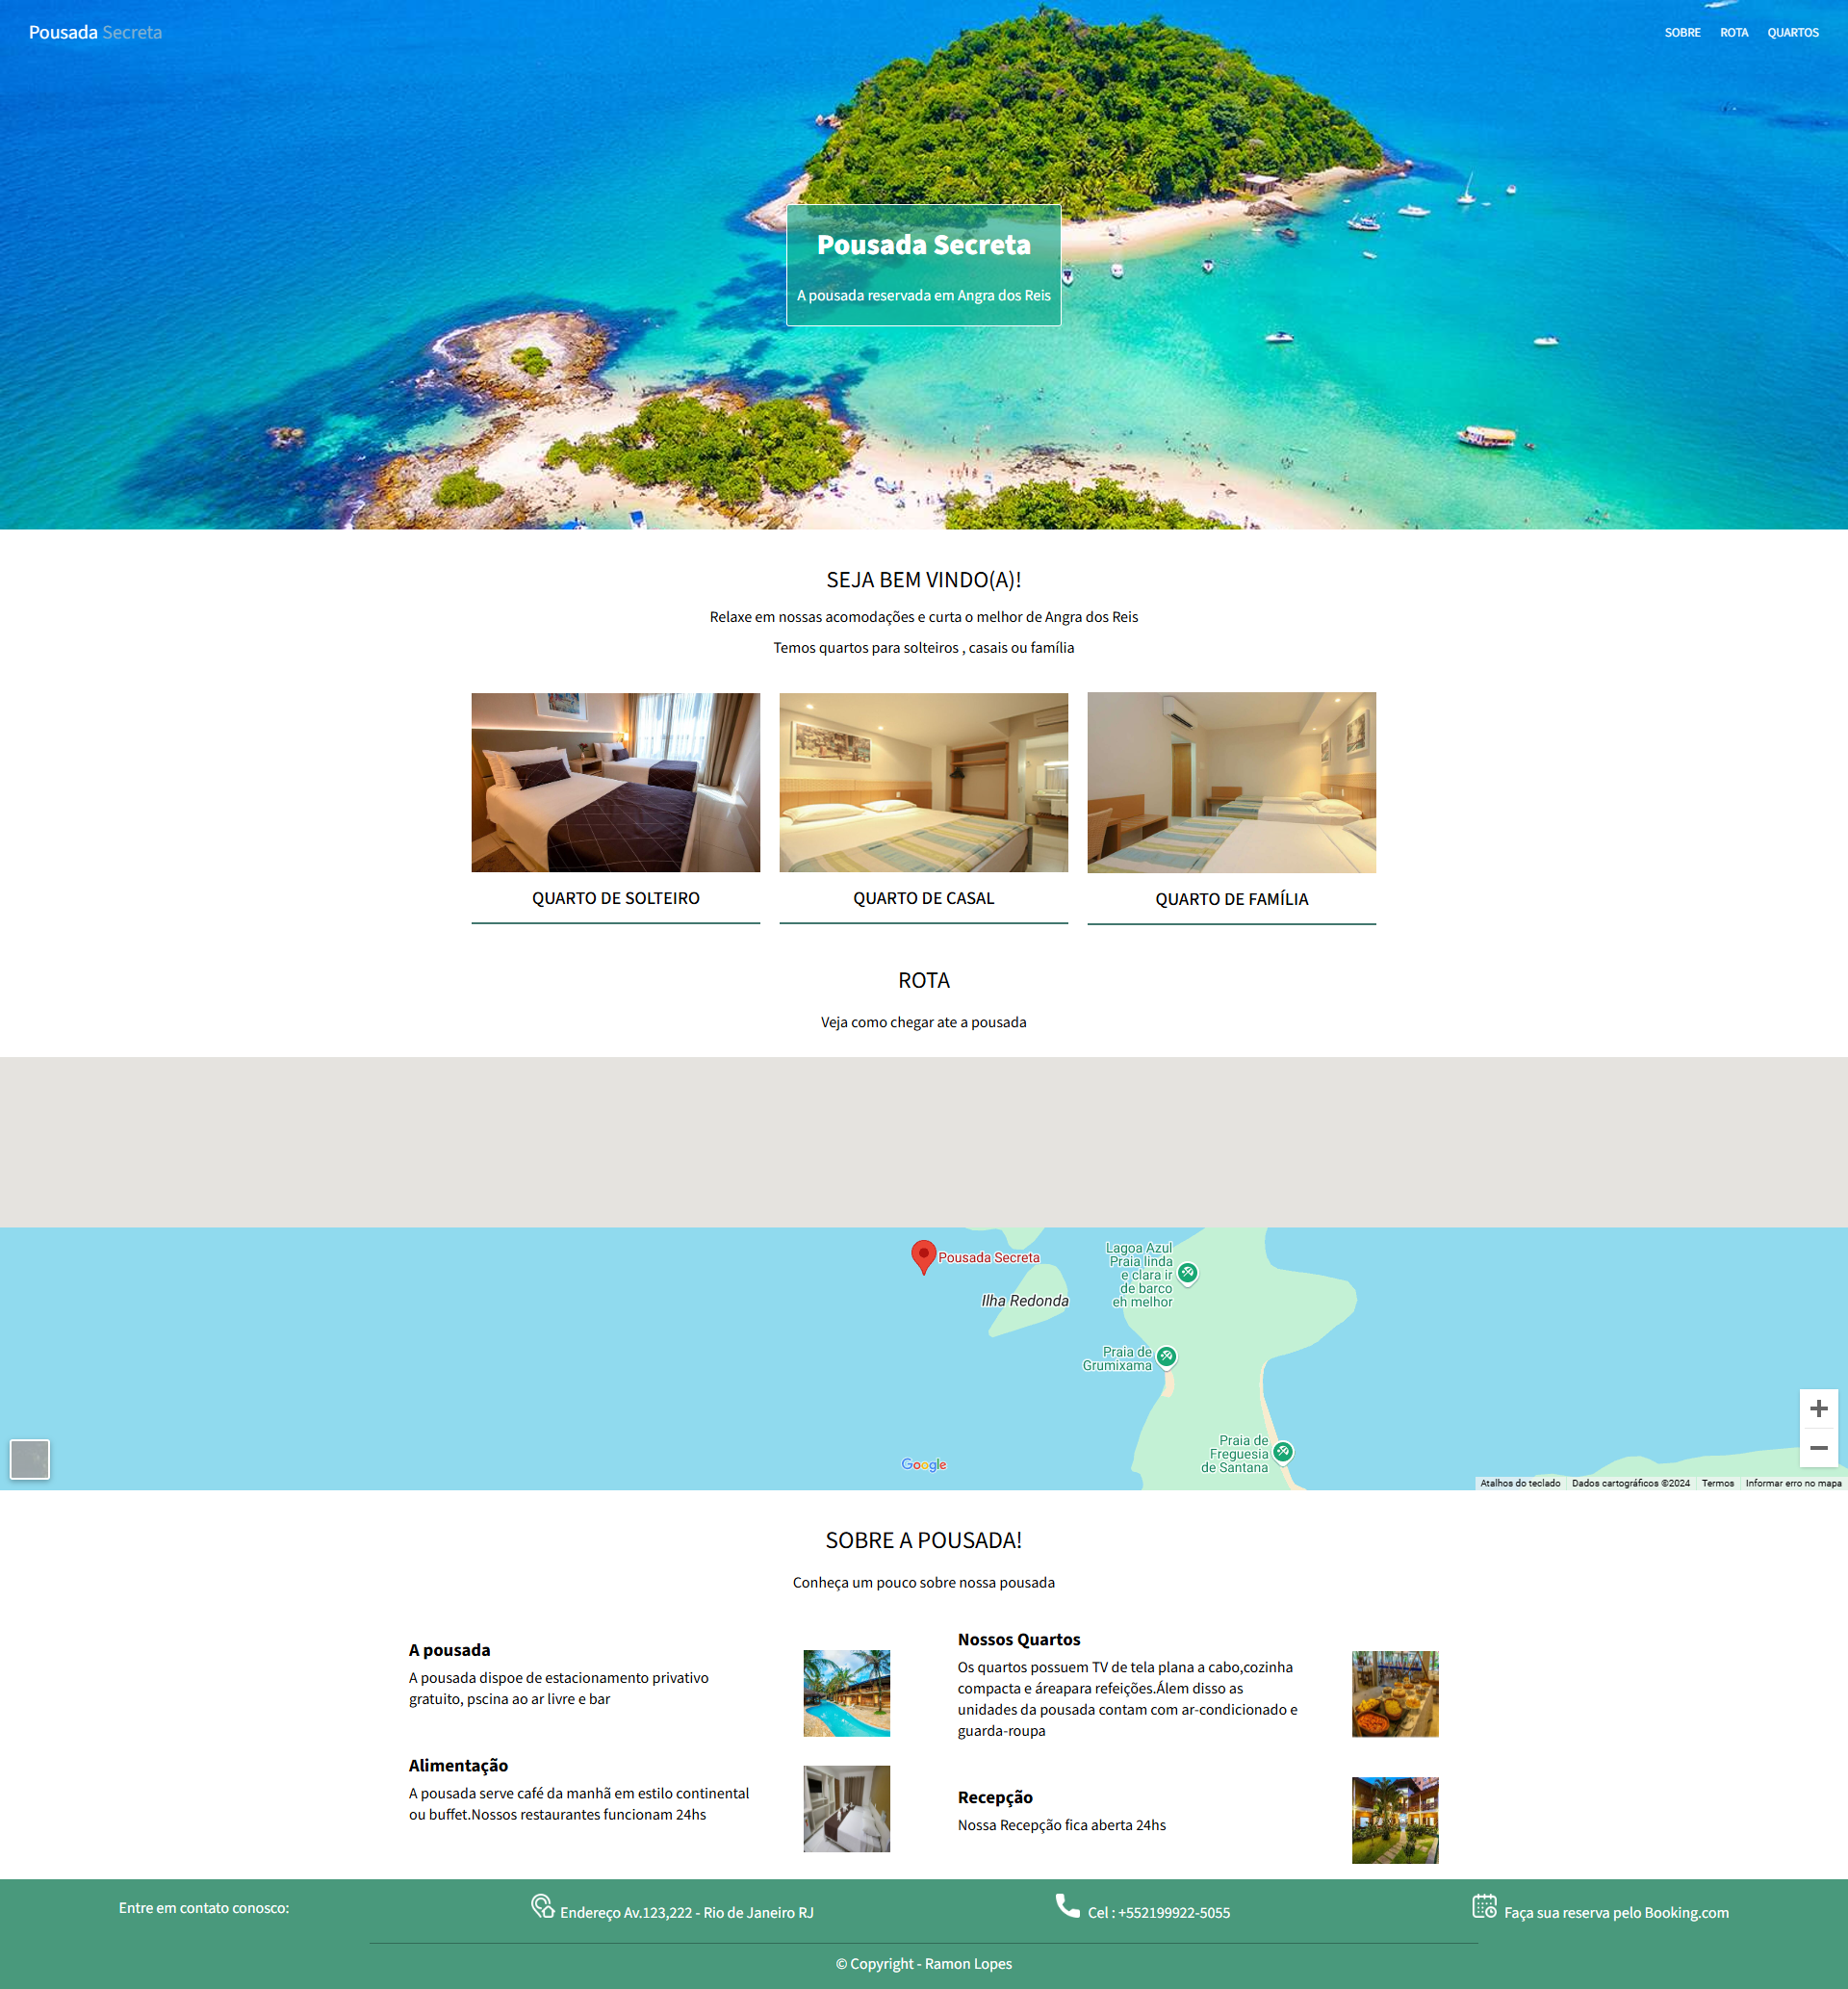 Pousada Secreta
SOBRE ROTA QUARTOS
Pousada Secreta
A pousada reservada em Angra dos Reis
SEJA BEM VINDO(A)!
Relaxe em nossas acomodações e curta o melhor de Angra dos Reis
Temos quartos para solteiros , casais ou família
QUARTO DE SOLTEIRO
QUARTO DE CASAL
QUARTO DE FAMÍLIA
ROTA
Veja como chegar ate a pousada
Pousada Secreta
Ilha Redonda
Lagoa Azul
Praia linda
e clara ir
de barco
eh melhor
Praia de
Grumixama
Praia de
Freguesia
de Santana
Google
Atalhos do teclado Dados cartográficos ©2024 Termos Informar erro no mapa
SOBRE A POUSADA!
Conheça um pouco sobre nossa pousada
A pousada
A pousada dispoe de estacionamento privativo
gratuito, pscina ao ar livre e bar
Nossos Quartos
Os quartos possuem TV de tela plana a cabo,cozinha
compacta e áreapara refeições.Álem disso as
unidades da pousada contam com ar-condicionado e
guarda-roupa
Alimentação
A pousada serve café da manhã em estilo continental
ou buffet.Nossos restaurantes funcionam 24hs
Recepção
Nossa Recepção fica aberta 24hs
Entre em contato conosco:
Endereço Av.123,222 - Rio de Janeiro RJ
Cel : +552199922-5055
Faça sua reserva pelo Booking.com
© Copyright - Ramon Lopes